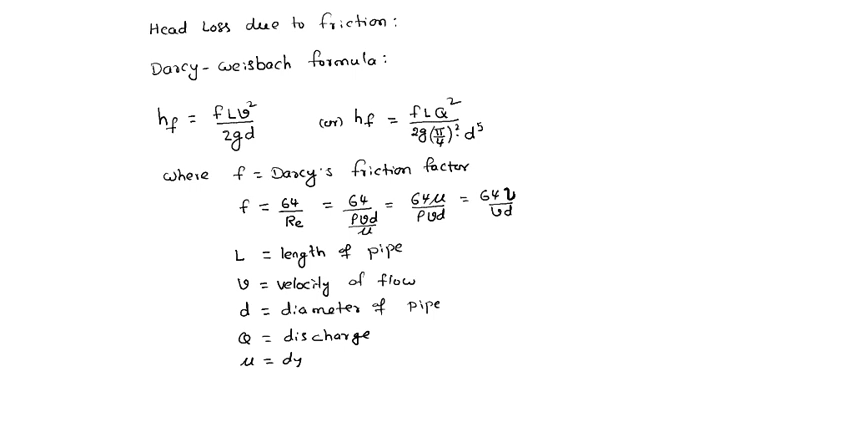 Head Loss due to friction:
Darcy-weisbach formula:
h_f = fLv²/2gd (or) h_f = fLQ²/2g(π/4)² d⁵
where f = Darcy's friction factor
f = 64/Re = 64/(ρvd/μ) = 64μ/ρvd = 64ν/vd
L = length of pipe
v = velocity of flow
d = diameter of pipe
Q = discharge
μ = dy